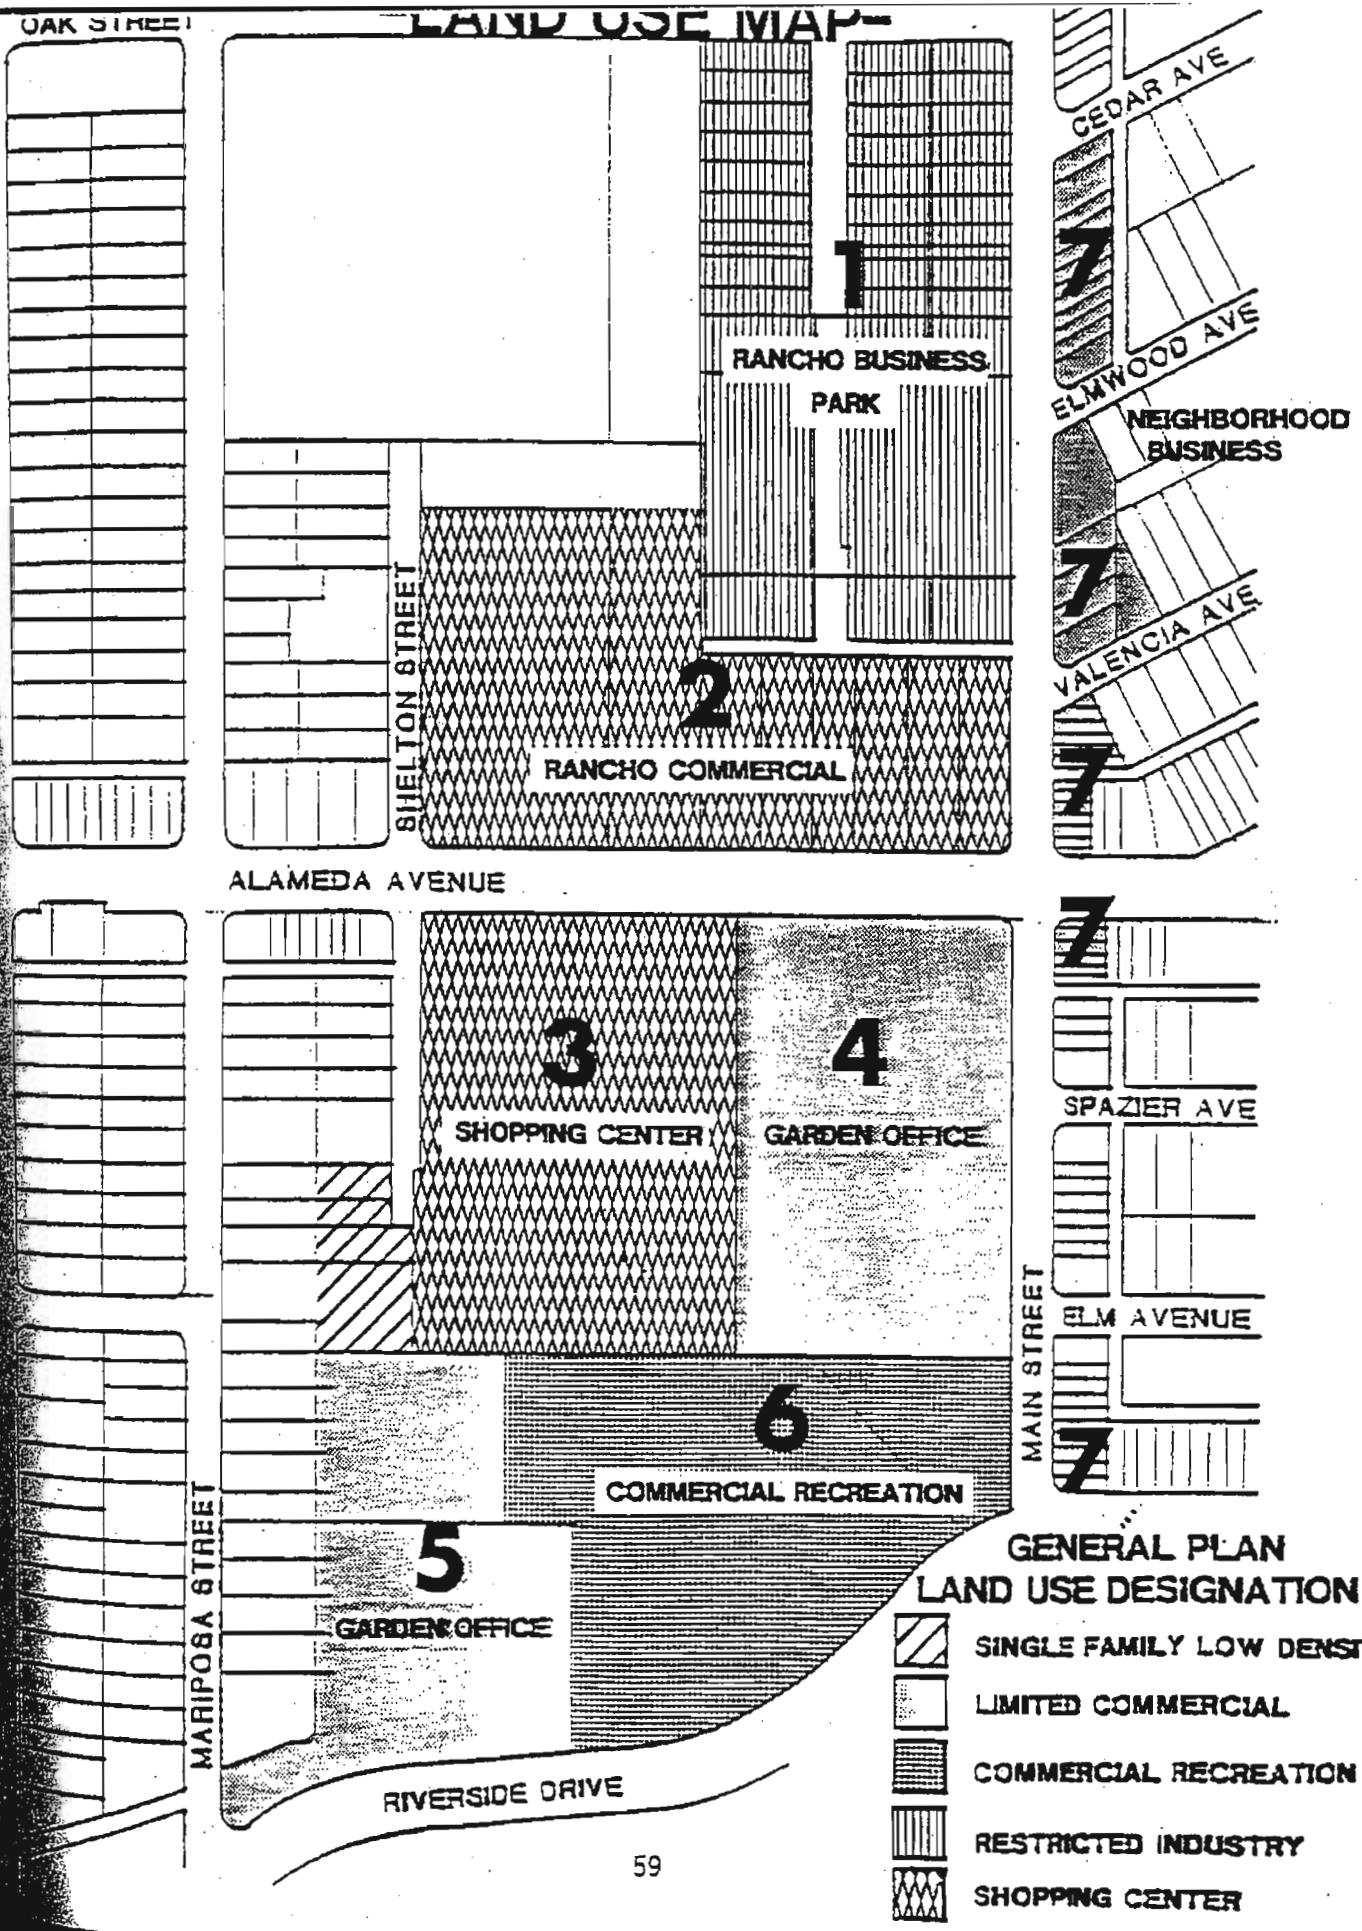 LAND USE MAP
OAK STREET
CEDAR AVE
7
1
RANCHO BUSINESS
PARK
ELMWOOD AVE
NEIGHBORHOOD
BUSINESS
7
SHELTON STREET
VALENCIA AVE
2
RANCHO COMMERCIAL
7
ALAMEDA AVENUE
7
3
SHOPPING CENTER
4
GARDEN OFFICE
SPAZIER AVE
MAIN STREET
ELM AVENUE
6
COMMERCIAL RECREATION
7
MARIPOSA STREET
5
GARDEN OFFICE
RIVERSIDE DRIVE
GENERAL PLAN
LAND USE DESIGNATION
SINGLE FAMILY LOW DENSI
LIMITED COMMERCIAL
COMMERCIAL RECREATION
RESTRICTED INDUSTRY
SHOPPING CENTER
59